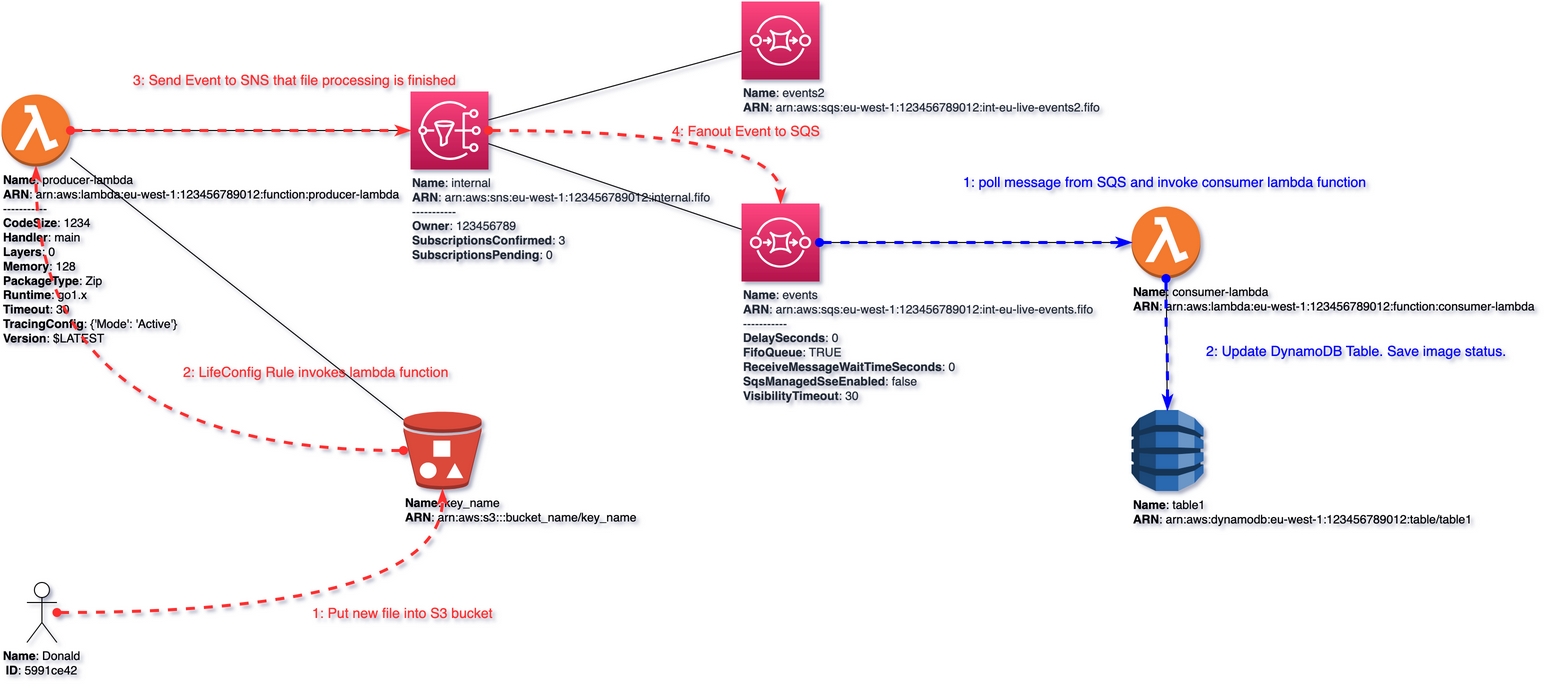 3: Send Event to SNS that file processing is finished
Name: producer-lambda
ARN: arn:aws:lambda:eu-west-1:123456789012:function:producer-lambda
-----------
CodeSize: 1234
Handler: main
Layers: 0
Memory: 128
PackageType: Zip
Runtime: go1.x
Timeout: 30
TracingConfig: {'Mode': 'Active'}
Version: $LATEST
Name: internal
ARN: arn:aws:sns:eu-west-1:123456789012:internal.fifo
-----------
Owner: 123456789
SubscriptionsConfirmed: 3
SubscriptionsPending: 0
Name: events2
ARN: arn:aws:sqs:eu-west-1:123456789012:int-eu-live-events2.fifo
4: Fanout Event to SQS
Name: events
ARN: arn:aws:sqs:eu-west-1:123456789012:int-eu-live-events.fifo
-----------
DelaySeconds: 0
FifoQueue: TRUE
ReceiveMessageWaitTimeSeconds: 0
SqsManagedSseEnabled: false
VisibilityTimeout: 30
1: poll message from SQS and invoke consumer lambda function
Name: consumer-lambda
ARN: arn:aws:lambda:eu-west-1:123456789012:function:consumer-lambda
2: Update DynamoDB Table. Save image status.
Name: table1
ARN: arn:aws:dynamodb:eu-west-1:123456789012:table/table1
2: LifeConfig Rule invokes lambda function
Name: key_name
ARN: arn:aws:s3:::bucket_name/key_name
1: Put new file into S3 bucket
Name: Donald
ID: 5991ce42